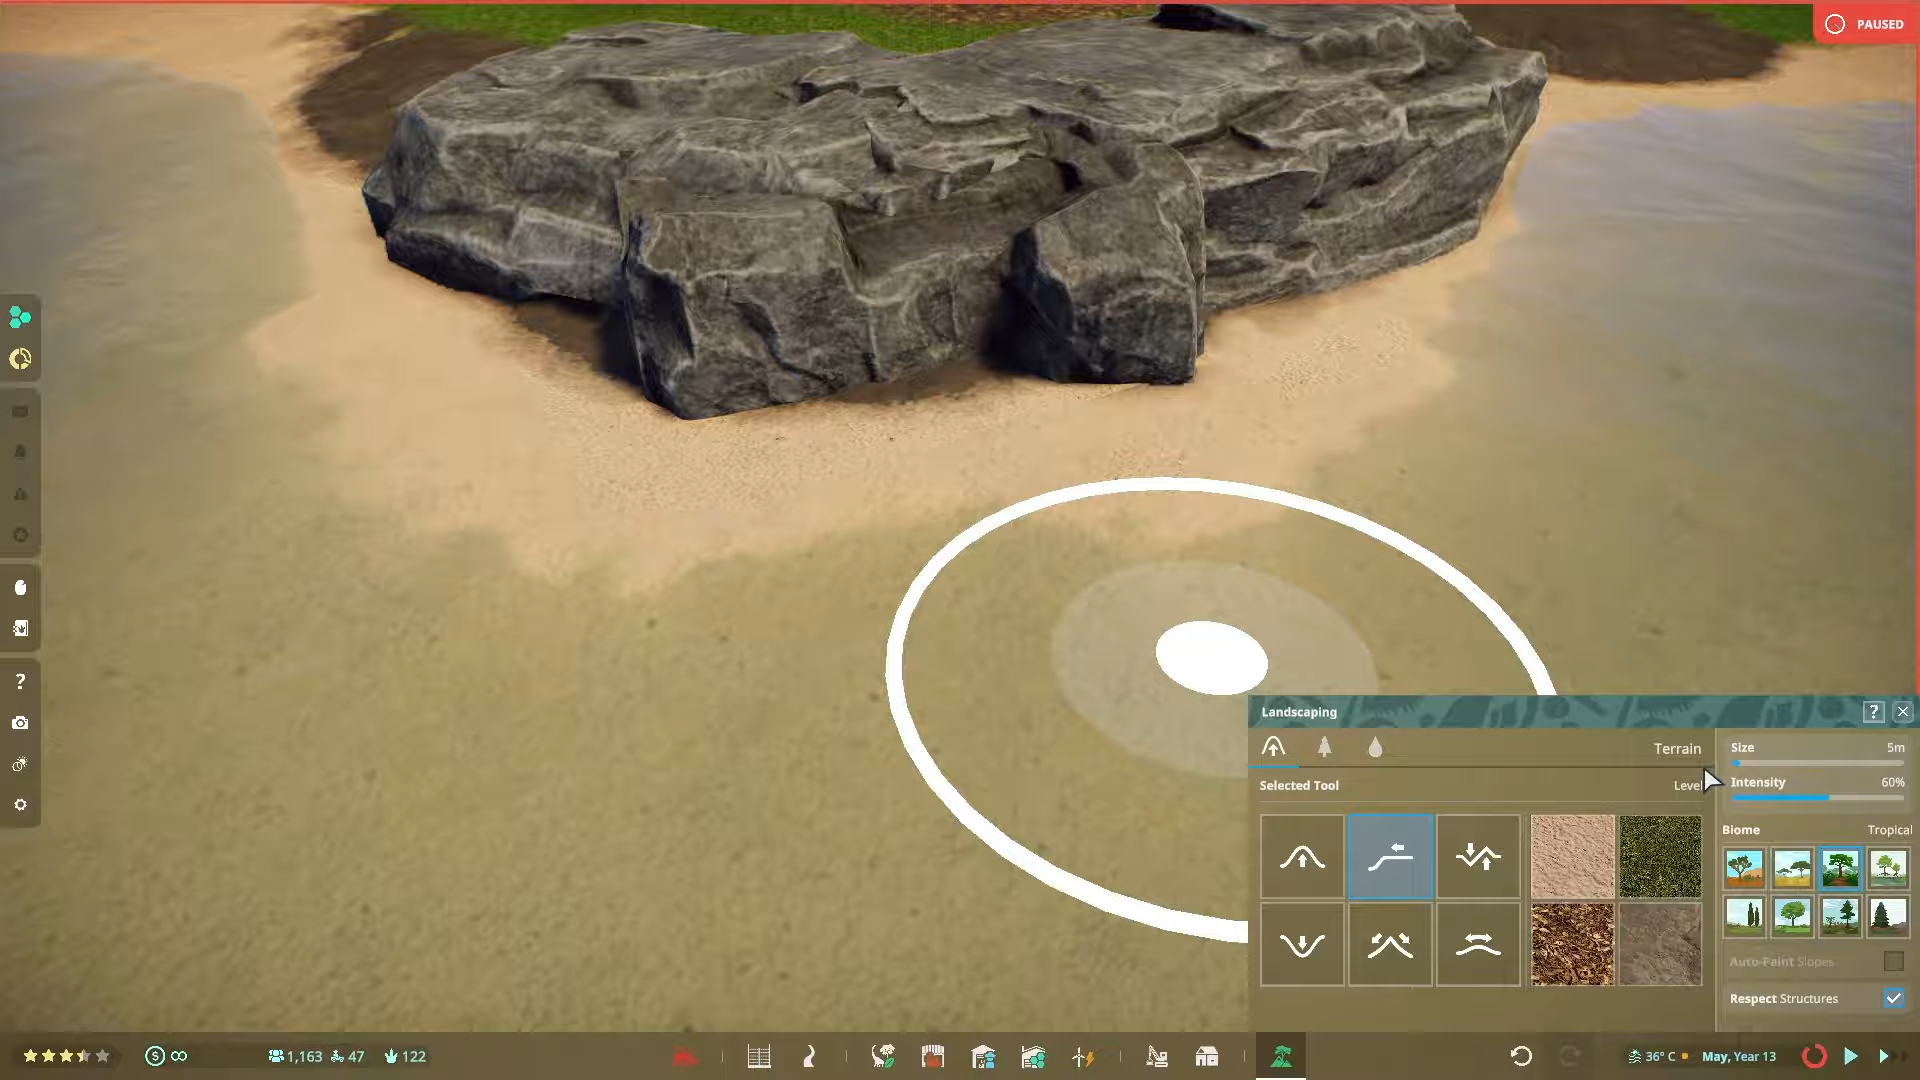 PAUSED
Landscaping
?
Terrain
Size 5m
Selected Tool Level
Intensity 60%
Biome Tropical
Auto-Paint Slopes
Respect Structures
?
$ ∞ 1,163 47 122
36° C May, Year 13